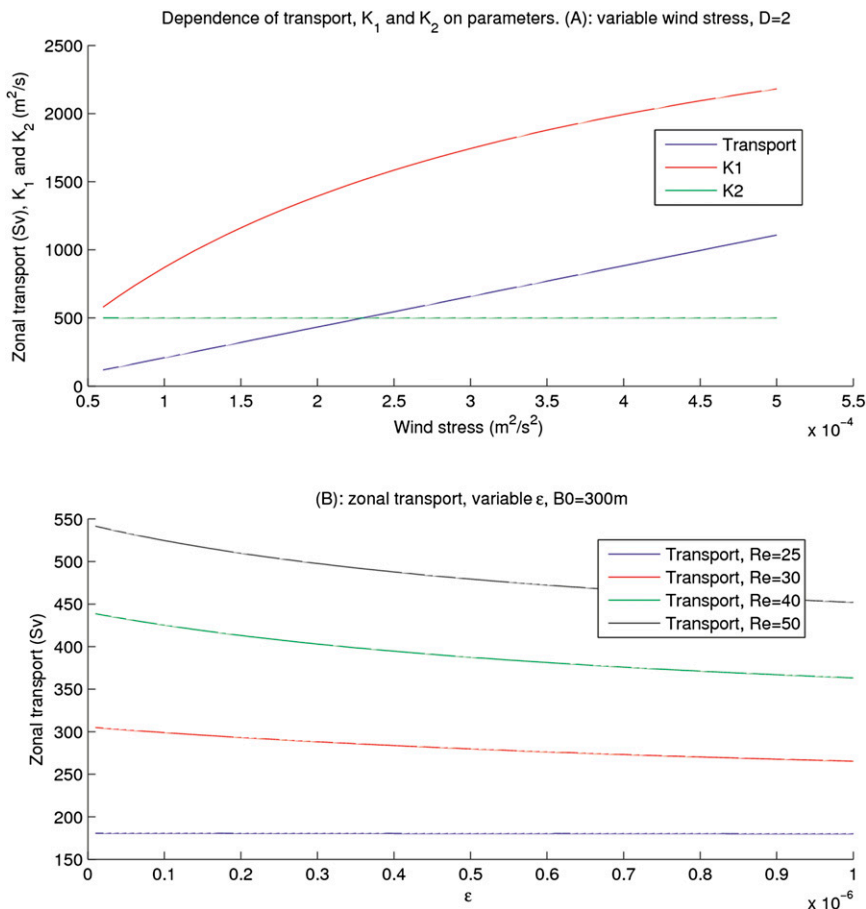 Dependence of transport, K₁ and K₂ on parameters. (A): variable wind stress, D=2
Zonal transport (Sv), K₁ and K₂ (m²/s)
2500
2000
1500
1000
500
0
Transport
K1
K2
0.5 1 1.5 2 2.5 3 3.5 4 4.5 5 5.5
Wind stress (m²/s²)
x 10⁻⁴
(B): zonal transport, variable ε, B0=300m
Zonal transport (Sv)
550
500
450
400
350
300
250
200
150
Transport, Re=25
Transport, Re=30
Transport, Re=40
Transport, Re=50
0 0.1 0.2 0.3 0.4 0.5 0.6 0.7 0.8 0.9 1
ε
x 10⁻⁶